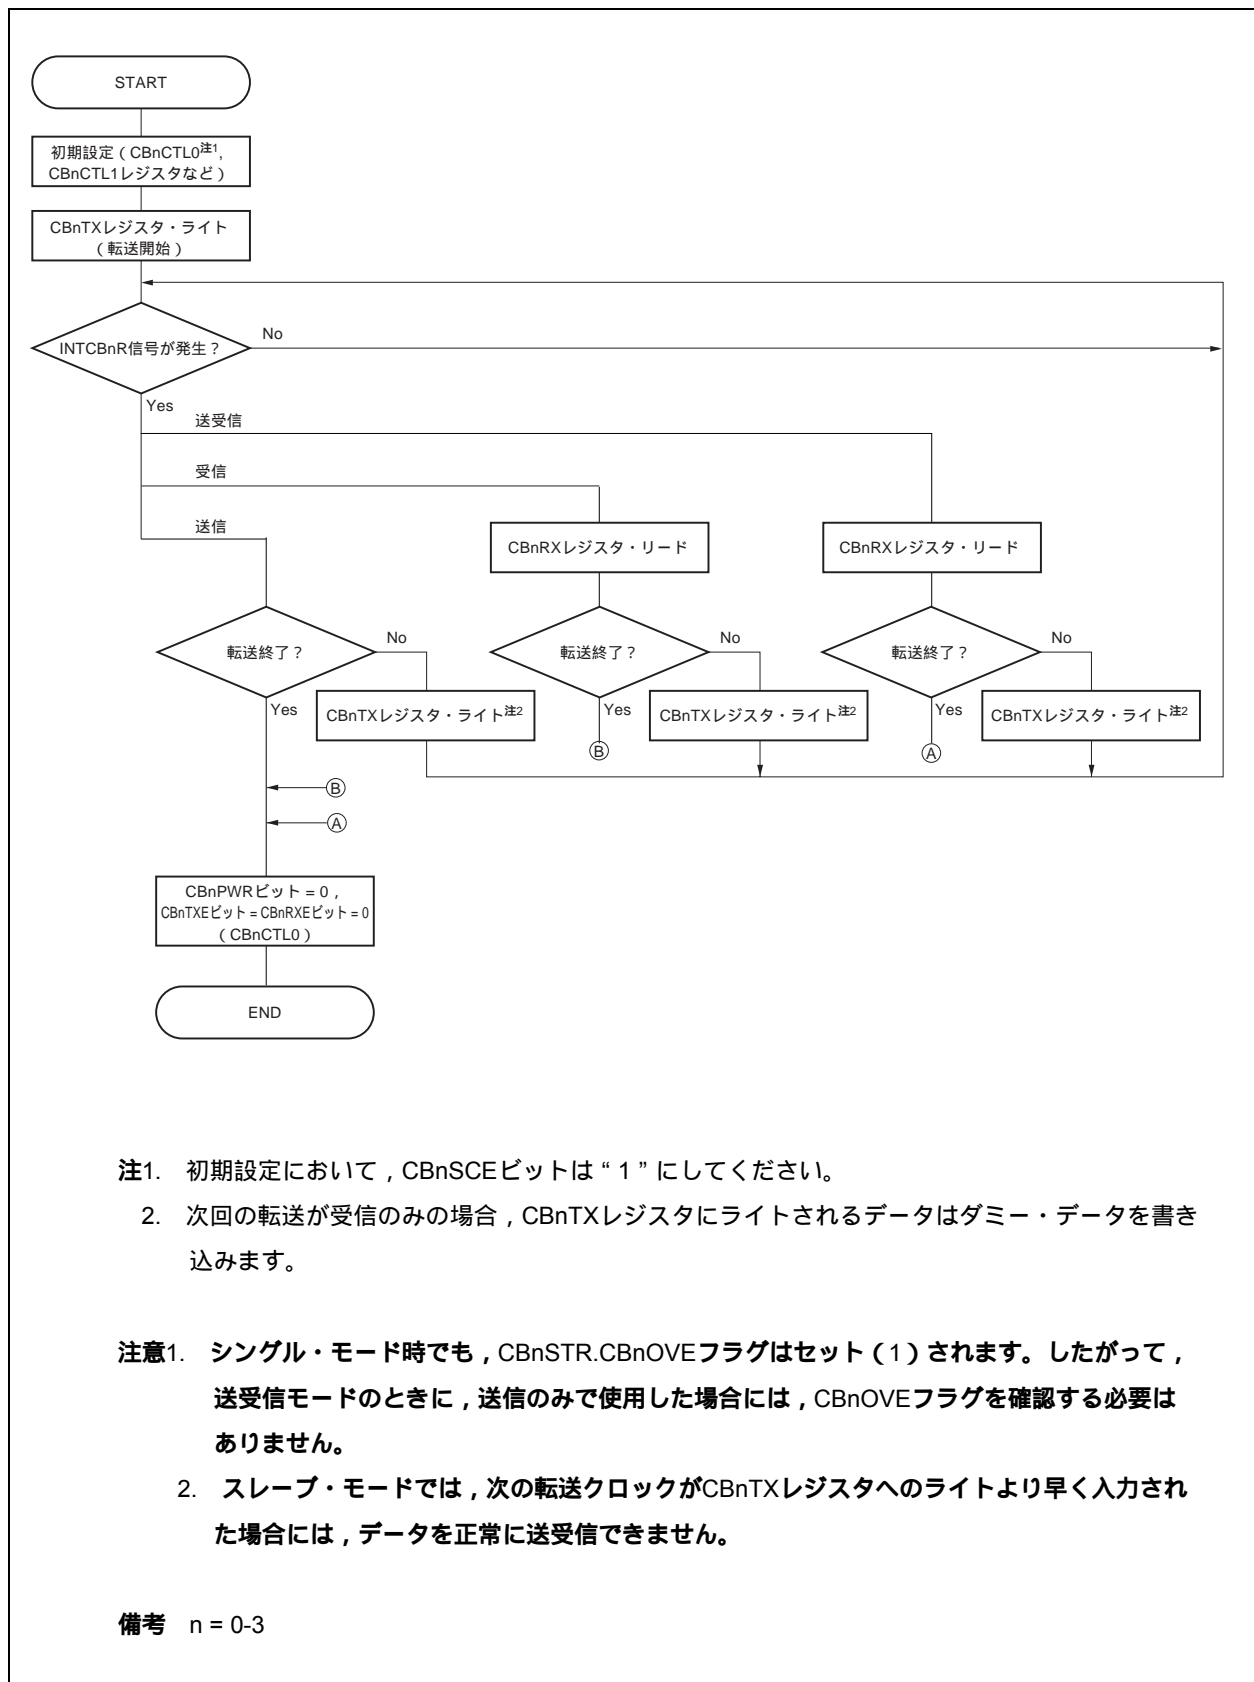 START
初期設定（CBnCTL0注1,
CBnCTL1レジスタなど）
CBnTXレジスタ・ライト
（転送開始）
INTCBnR信号が発生？
No
Yes
送受信
受信
送信
CBnRXレジスタ・リード
CBnRXレジスタ・リード
転送終了？
No
転送終了？
No
転送終了？
No
Yes
CBnTXレジスタ・ライト注2
Yes
CBnTXレジスタ・ライト注2
Yes
CBnTXレジスタ・ライト注2
B
A
B
A
CBnPWRビット = 0，
CBnTXEビット = CBnRXEビット = 0
（CBnCTL0）
END
注1. 初期設定において，CBnSCEビットは“1”にしてください。
2. 次回の転送が受信のみの場合，CBnTXレジスタにライトされるデータはダミー・データを書き
込みます。
注意1. シングル・モード時でも，CBnSTR.CBnOVEフラグはセット（1）されます。したがって，
送受信モードのときに，送信のみで使用した場合には，CBnOVEフラグを確認する必要は
ありません。
2. スレーブ・モードでは，次の転送クロックがCBnTXレジスタへのライトより早く入力され
た場合には，データを正常に送受信できません。
備考 n = 0-3